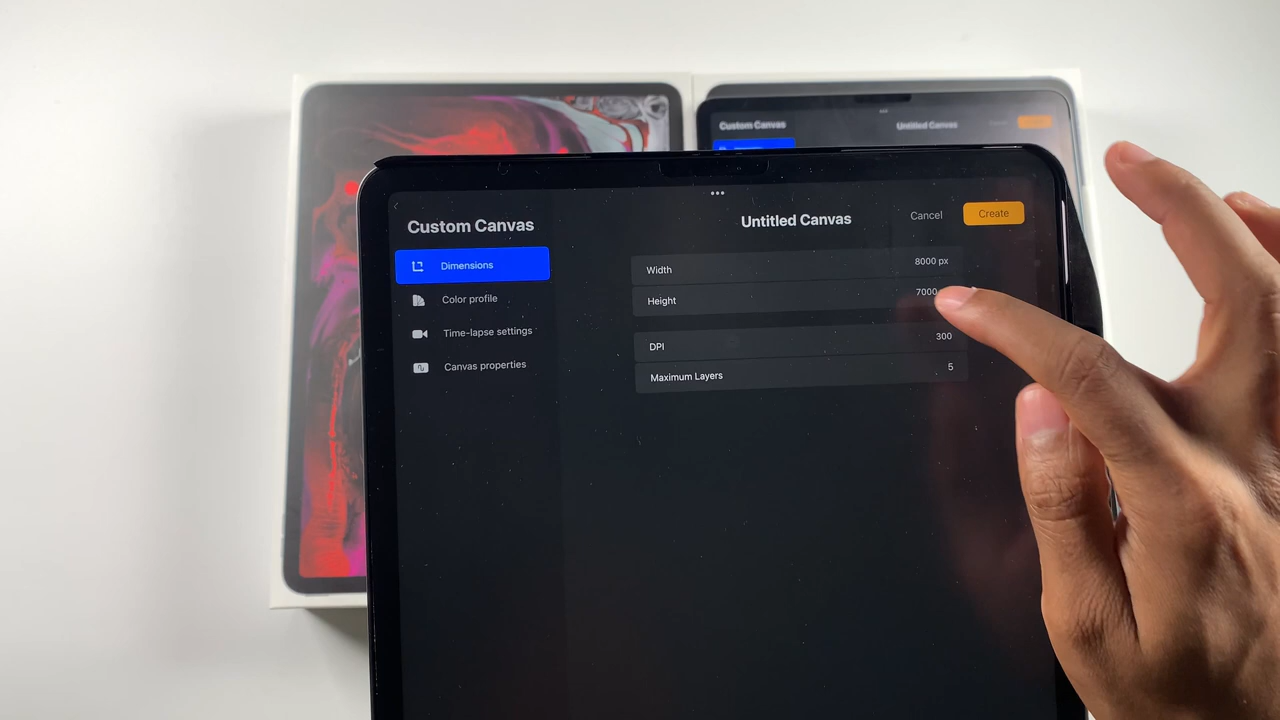 Custom Canvas
Untitled Canvas
Custom Canvas
Untitled Canvas
Cancel
Create
Dimensions
Color profile
Time-lapse settings
Canvas properties
Width
8000 px
Height
7000
DPI
300
Maximum Layers
5